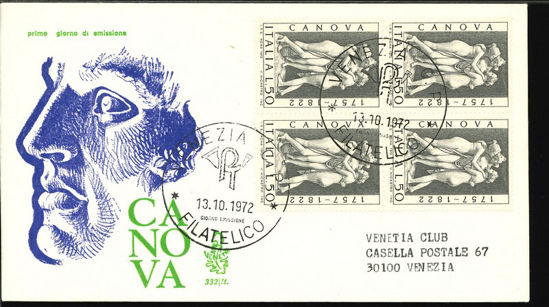 primo giorno di emissione
CANOVA
ITALIA L.50
1757-1822
CANOVA
ITALIA L.50
1757-1822
CANOVA
ITALIA L.50
1757-1822
CANOVA
ITALIA L.50
1757-1822
VENEZIA
13.10.1972
FILATELICO
VENEZIA
13.10.1972
GIORNO EMISSIONE
FILATELICO
CA
NO
VA
332/It.
VENETIA CLUB
CASELLA POSTALE 67
30100 VENEZIA